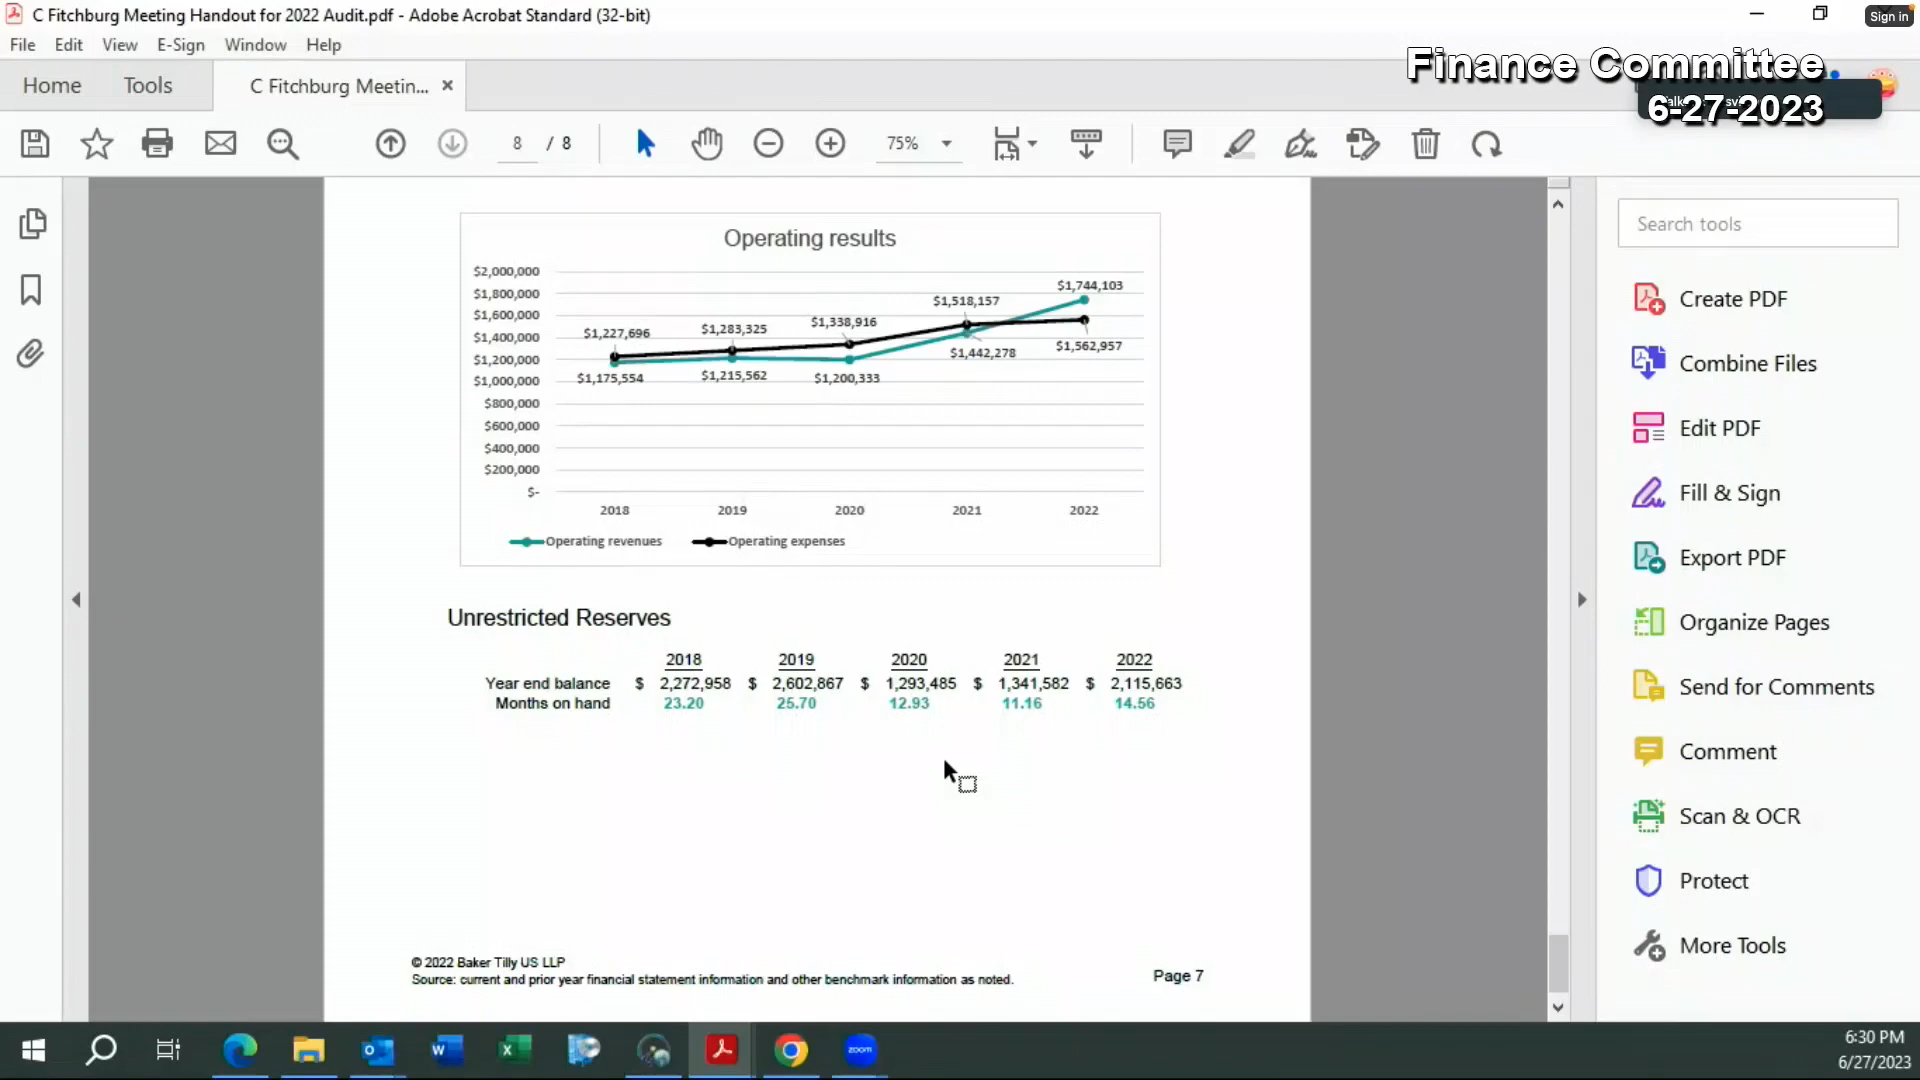 C Fitchburg Meeting Handout for 2022 Audit.pdf - Adobe Acrobat Standard (32-bit)
Sign in
File Edit View E-Sign Window Help
Finance Committee
6-27-2023
Home Tools C Fitchburg Meetin... ×
8 / 8 75%
Operating results
$2,000,000
$1,800,000
$1,600,000
$1,400,000
$1,200,000
$1,000,000
$800,000
$600,000
$400,000
$200,000
$-
$1,227,696 $1,283,325 $1,338,916 $1,518,157 $1,744,103
$1,175,554 $1,215,562 $1,200,333 $1,442,278 $1,562,957
2018 2019 2020 2021 2022
Operating revenues Operating expenses
Unrestricted Reserves
2018 2019 2020 2021 2022
Year end balance $ 2,272,958 $ 2,602,867 $ 1,293,485 $ 1,341,582 $ 2,115,663
Months on hand 23.20 25.70 12.93 11.16 14.56
© 2022 Baker Tilly US LLP
Source: current and prior year financial statement information and other benchmark information as noted.
Page 7
Search tools
Create PDF
Combine Files
Edit PDF
Fill & Sign
Export PDF
Organize Pages
Send for Comments
Comment
Scan & OCR
Protect
More Tools
zoom
6:30 PM
6/27/2023